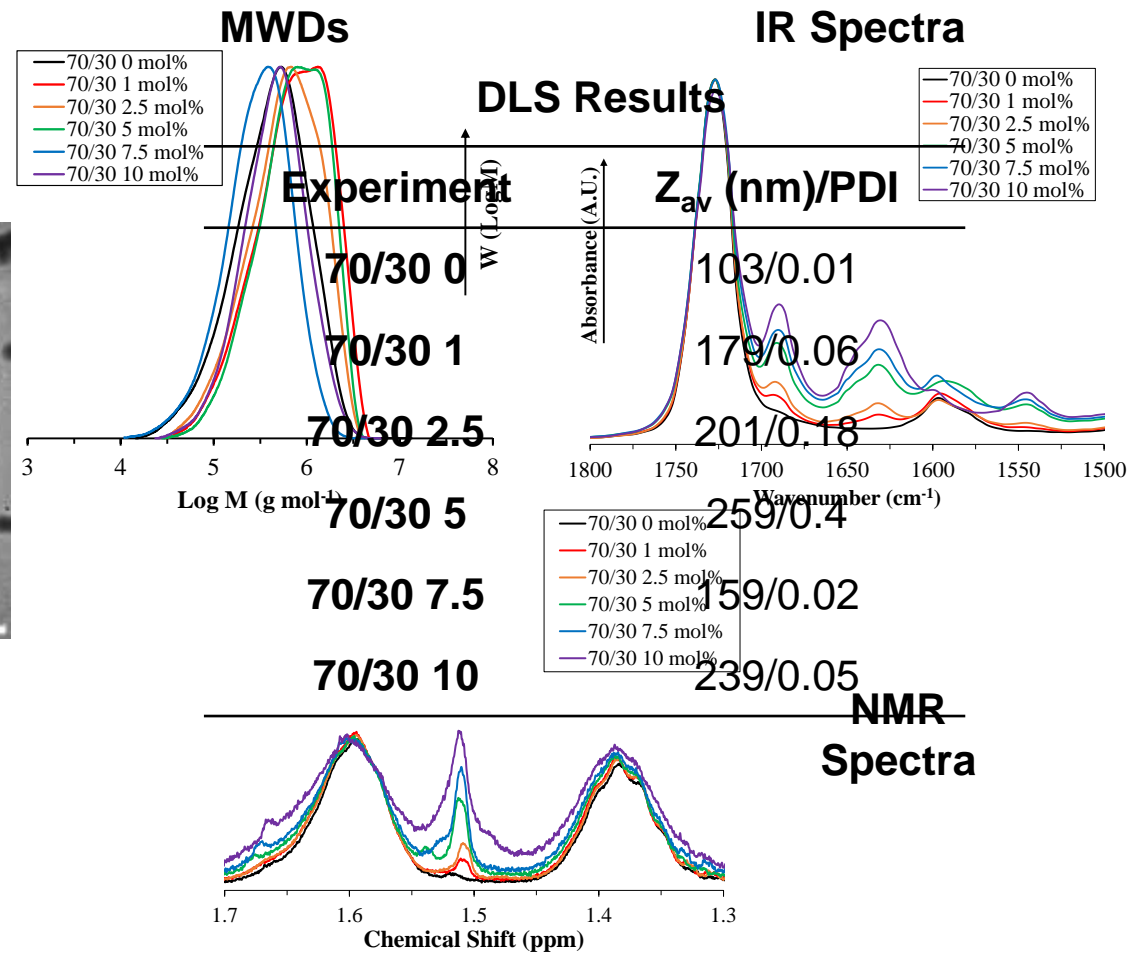 MWDs
IR Spectra
70/30 0 mol%
70/30 1 mol%
70/30 2.5 mol%
70/30 5 mol%
70/30 7.5 mol%
70/30 10 mol%
70/30 0 mol%
70/30 1 mol%
70/30 2.5 mol%
70/30 5 mol%
70/30 7.5 mol%
70/30 10 mol%
DLS Results
Experiment Zav (nm)/PDI
W (Log M)
Absorbance (A.U.)
70/30 0 103/0.01
70/30 1 179/0.06
70/30 2.5 201/0.18
3 4 5 6 7 8
Log M (g mol-1)
1800 1750 1700 1650 1600 1550 1500
Wavenumber (cm-1)
70/30 5 259/0.4
70/30 7.5 159/0.02
70/30 10 239/0.05
70/30 0 mol%
70/30 1 mol%
70/30 2.5 mol%
70/30 5 mol%
70/30 7.5 mol%
70/30 10 mol%
NMR
Spectra
1.7 1.6 1.5 1.4 1.3
Chemical Shift (ppm)